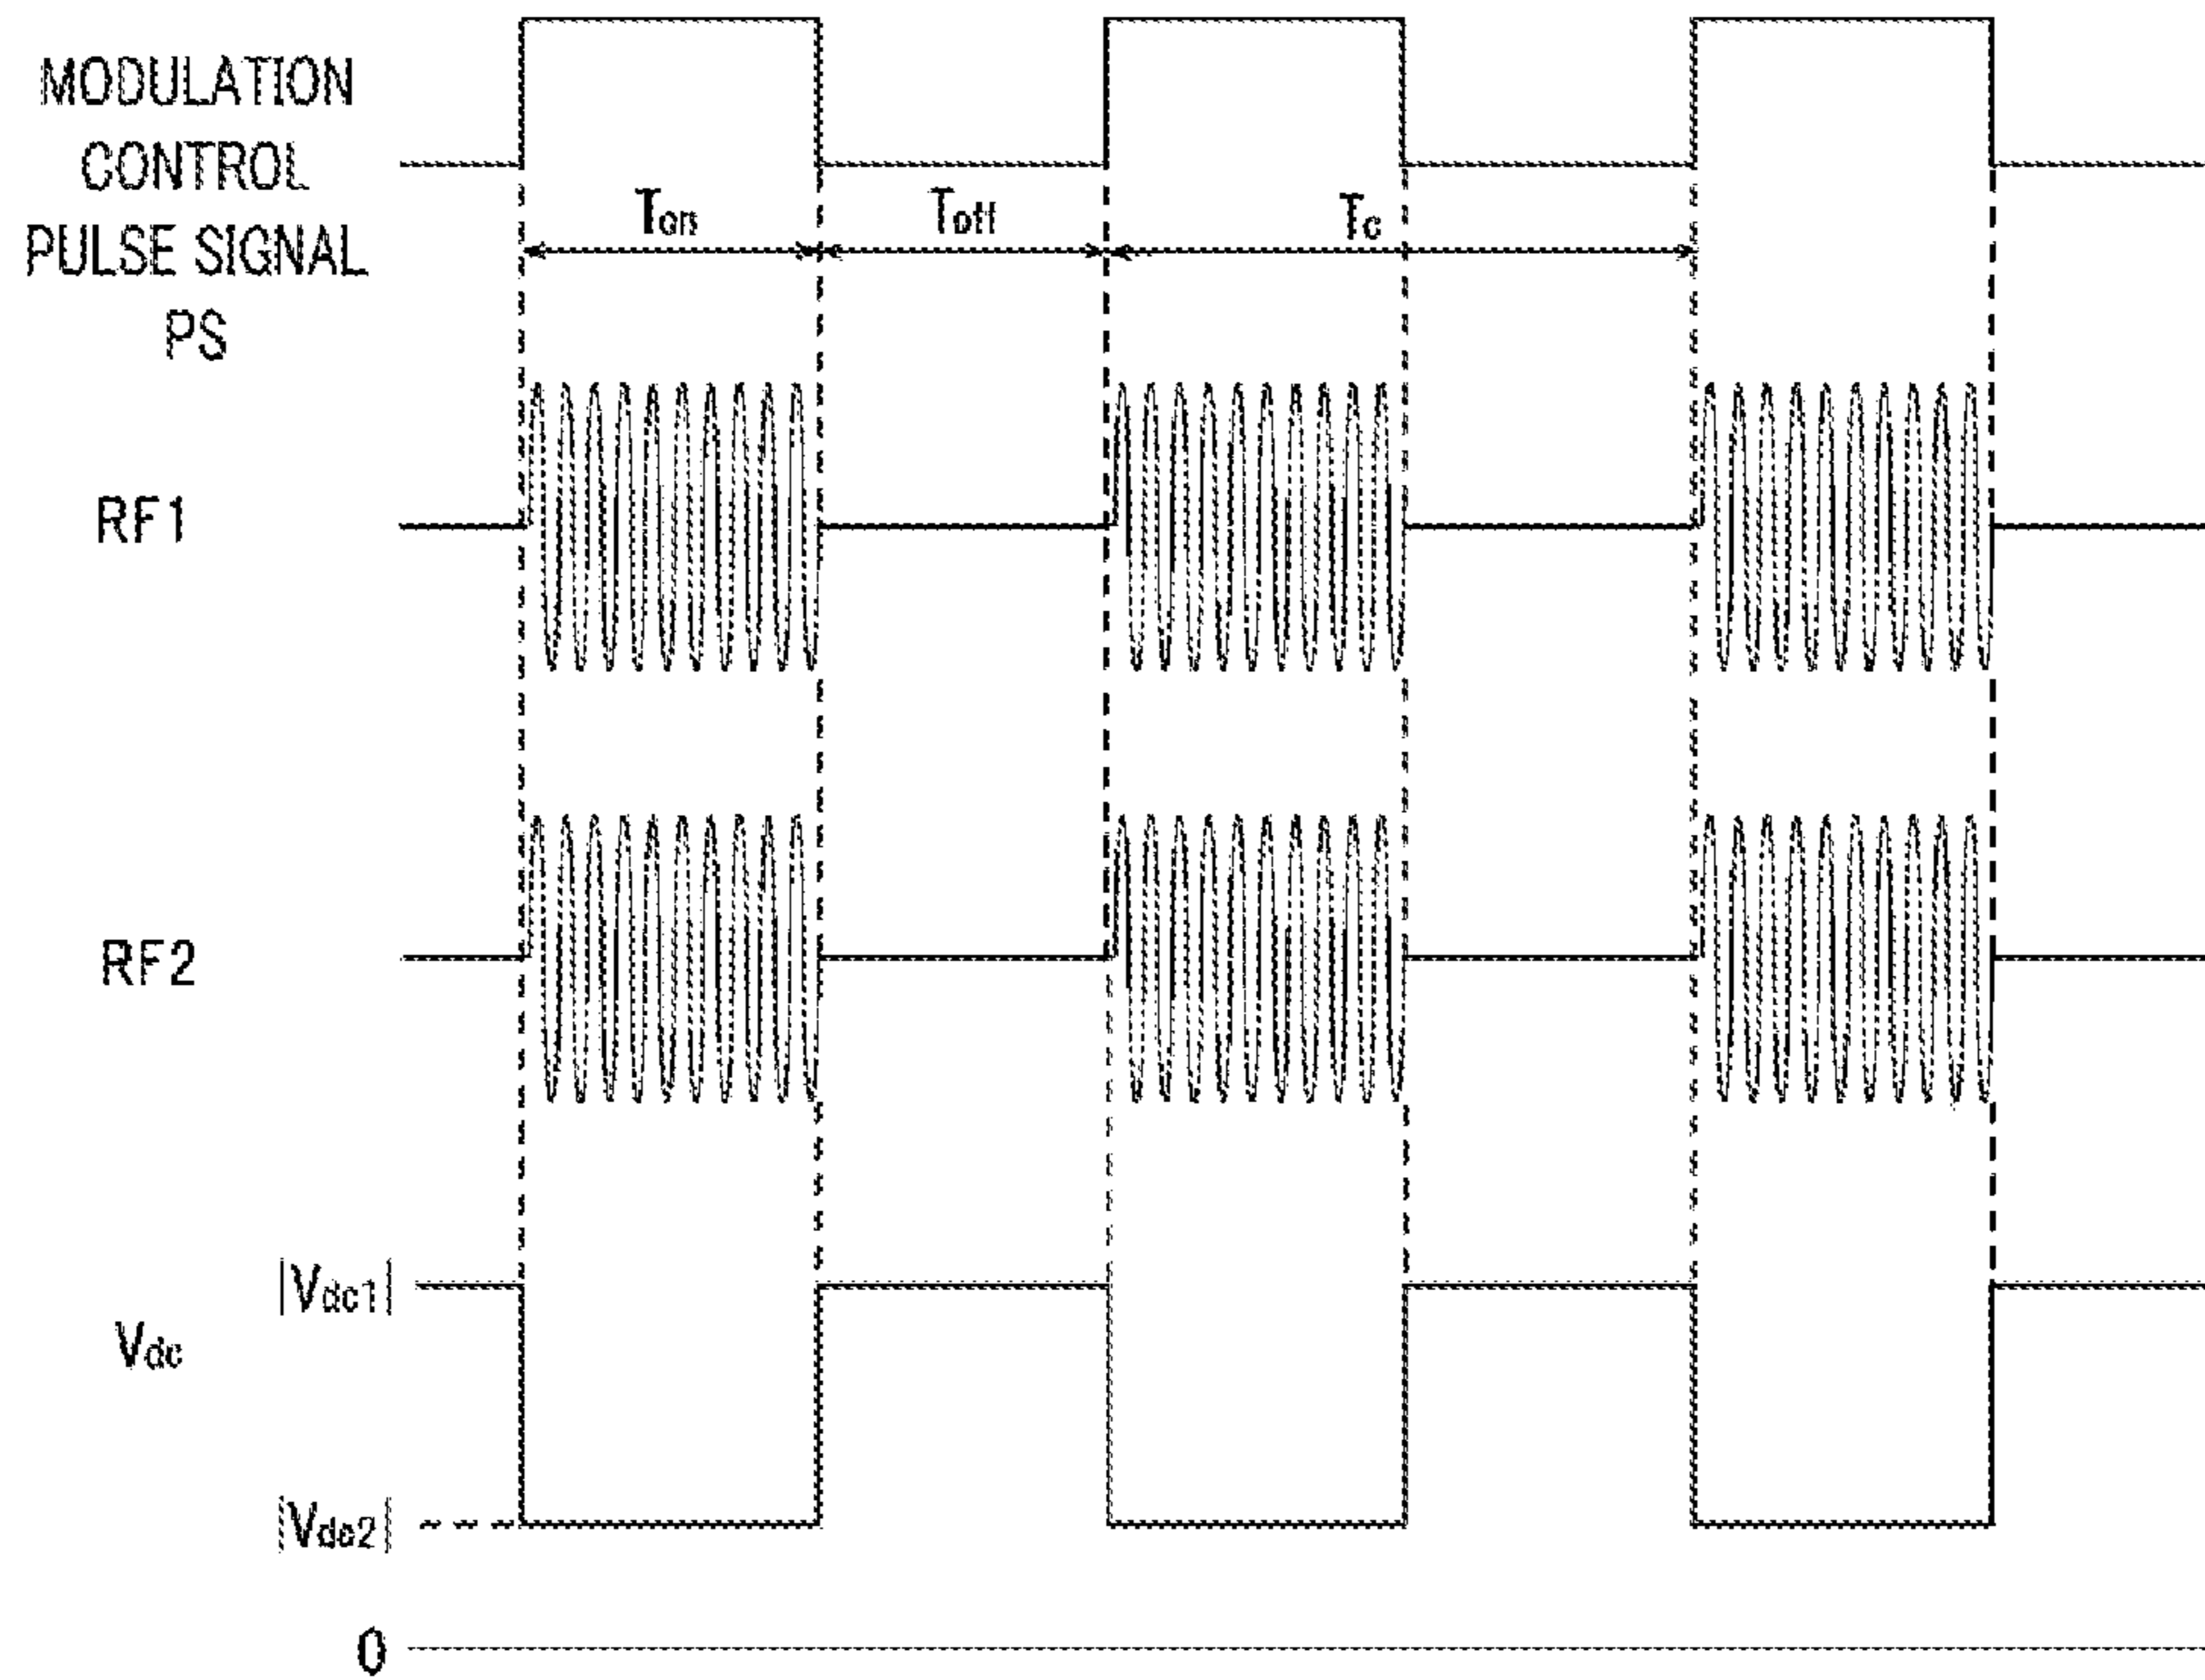 MODULATION
CONTROL
PULSE SIGNAL
PS
Ton
Toff
Tc
RF1
RF2
|Vdc1|
Vdc
|Vdc2|
0